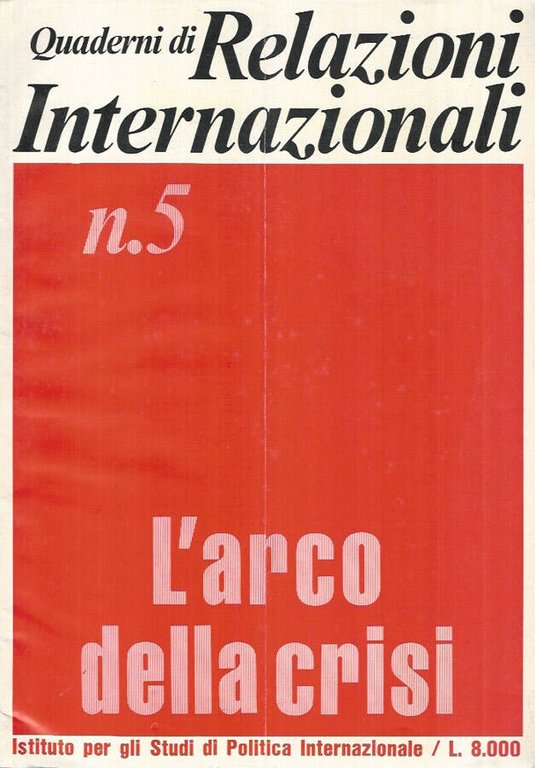 Quaderni di Relazioni
Internazionali
n.5
L'arco
della crisi
Istituto per gli Studi di Politica Internazionale / L. 8.000